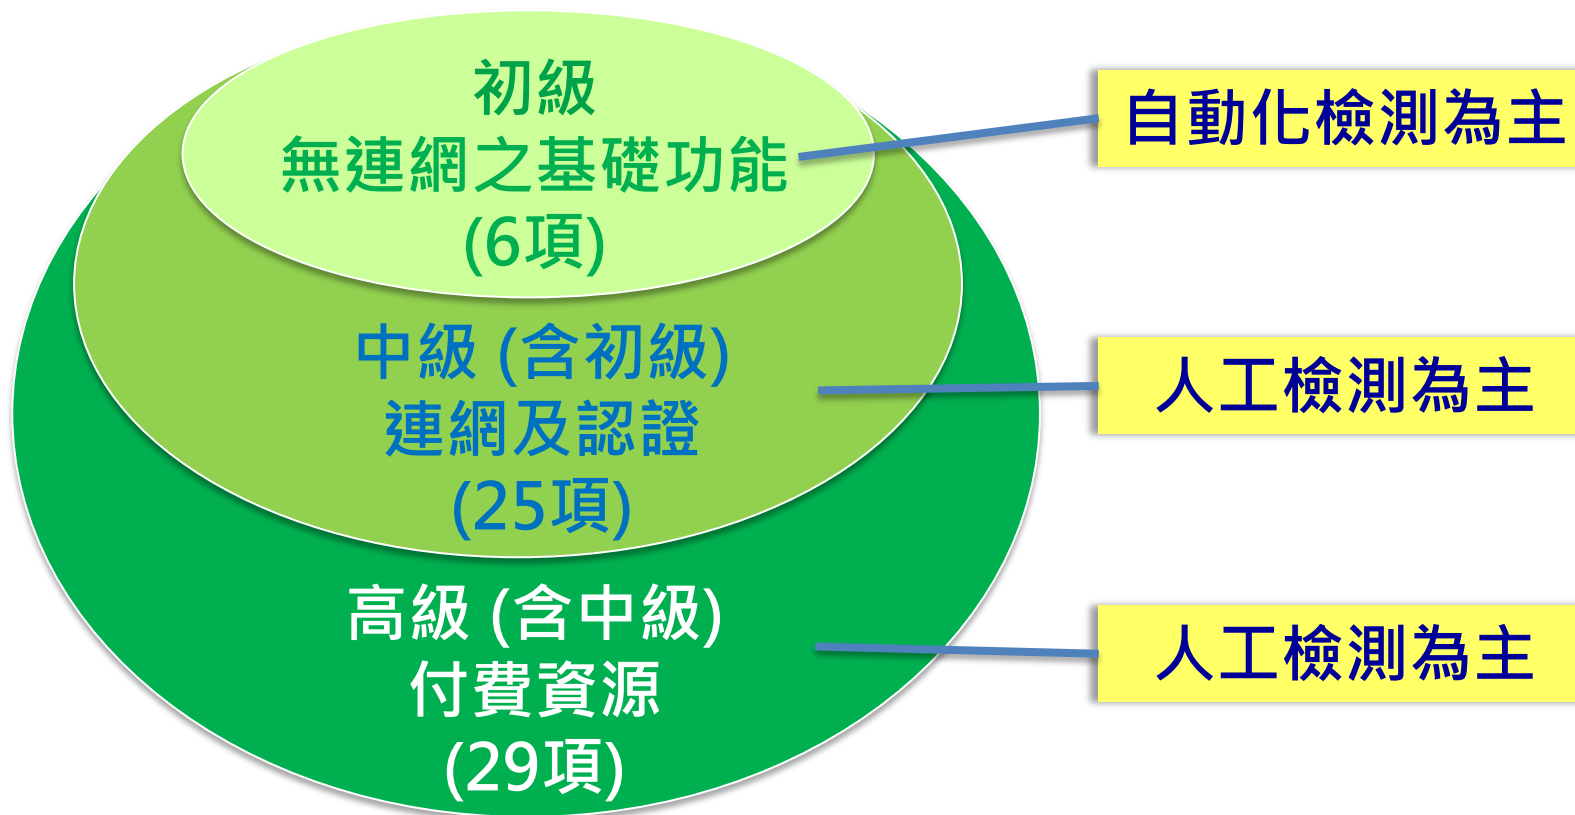 初級
無連網之基礎功能
(6項)
自動化檢測為主
中級 (含初級)
連網及認證
(25項)
人工檢測為主
高級 (含中級)
付費資源
(29項)
人工檢測為主